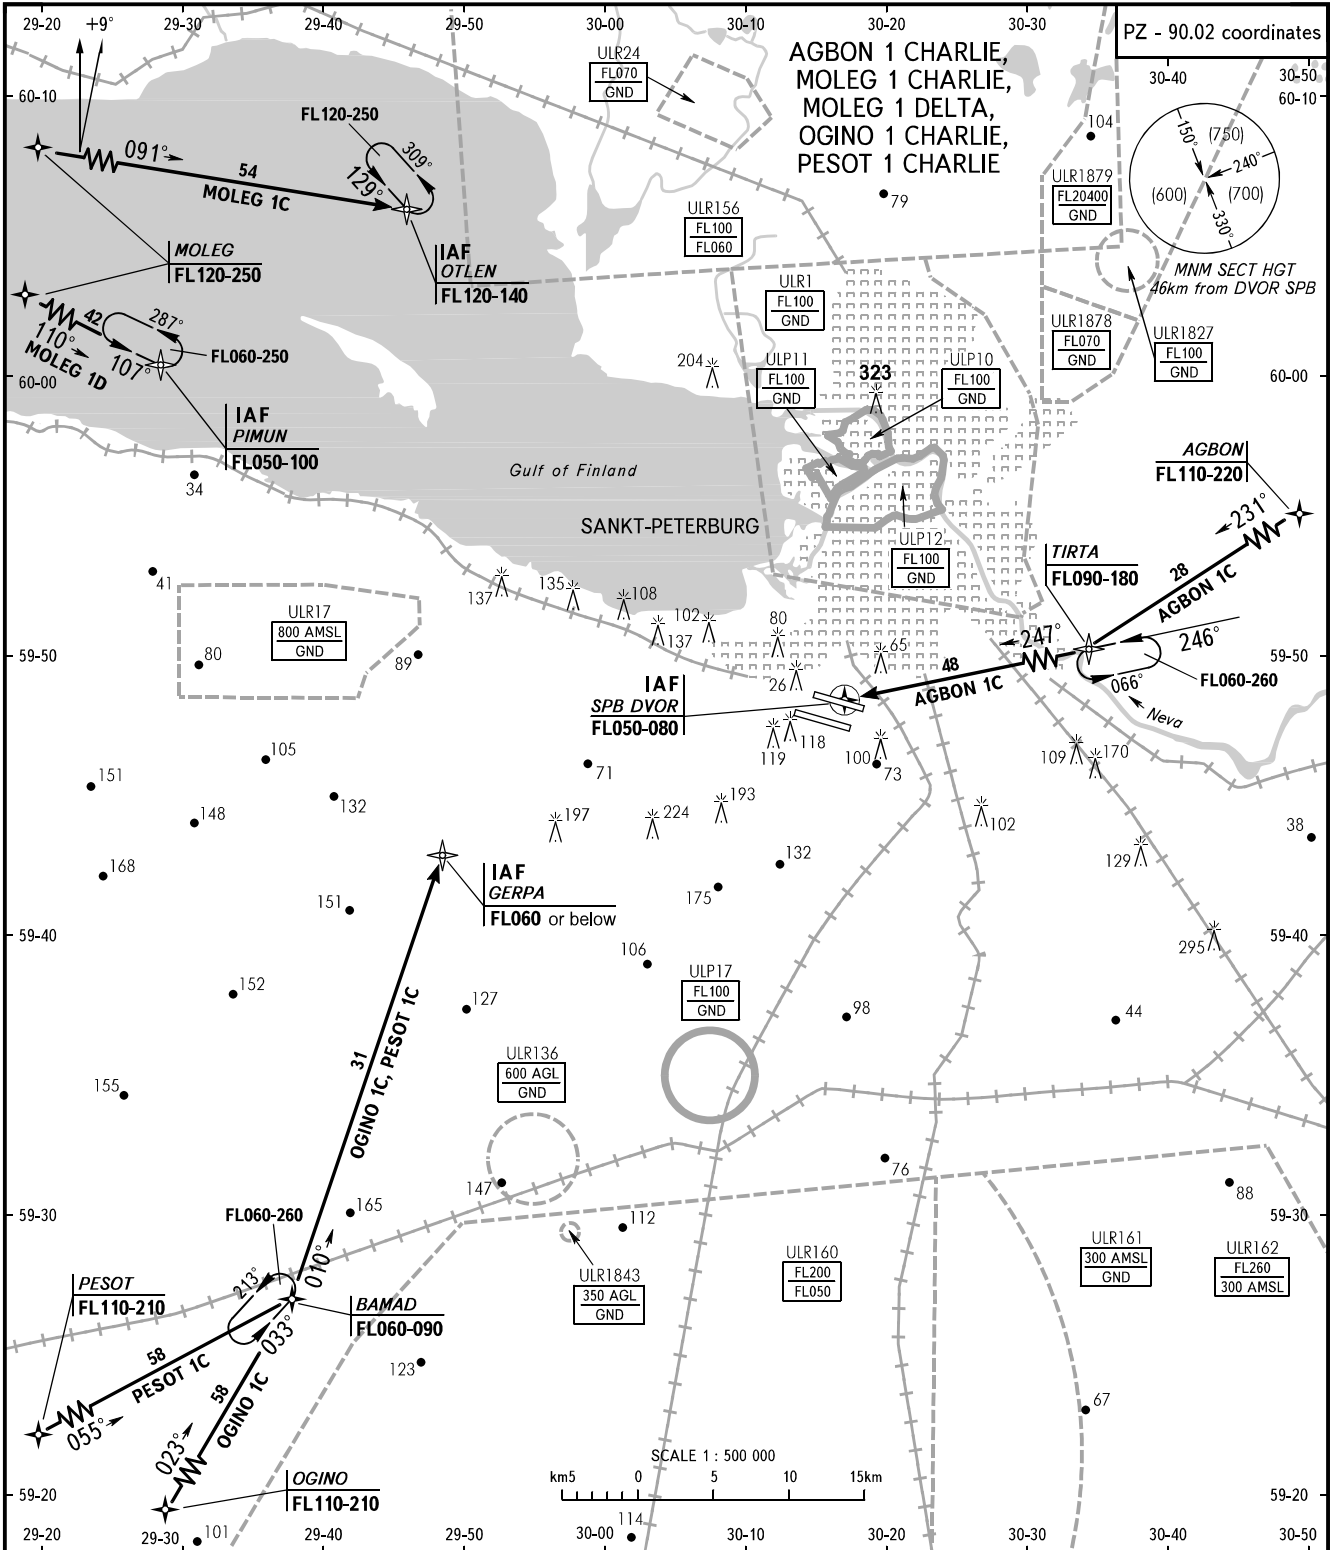 29-20
29-30
29-40
29-50
30-00
30-10
30-20
30-30
PZ - 90.02 coordinates
30-40
30-50
60-10
60-10
+9°
AGBON 1 CHARLIE,
MOLEG 1 CHARLIE,
MOLEG 1 DELTA,
OGINO 1 CHARLIE,
PESOT 1 CHARLIE
ULR24
FL070
GND
FL120-250
309°
129°
091°
54
MOLEG 1C
104
150°
(750)
240°
(600)
(700)
330°
MNM SECT HGT
46km from DVOR SPB
ULR1879
FL20400
GND
79
ULR156
FL100
FL060
MOLEG
FL120-250
IAF
OTLEN
FL120-140
ULR1
FL100
GND
42
110°
MOLEG 1D
287°
107°
FL060-250
ULR1878
FL070
GND
ULR1827
FL100
GND
204
ULP11
FL100
GND
323
ULP10
FL100
GND
60-00
60-00
IAF
PIMUN
FL050-100
34
Gulf of Finland
SANKT-PETERBURG
AGBON
FL110-220
231°
28
AGBON 1C
ULP12
FL100
GND
TIRTA
FL090-180
41
137
135
108
137
102
80
26
65
ULR17
800 AMSL
GND
80
89
59-50
59-50
247°
48
AGBON 1C
246°
066°
FL060-260
Neva
IAF
SPB DVOR
FL050-080
119
118
100
73
109
170
105
151
132
148
71
197
224
193
102
129
38
168
132
175
IAF
GERPA
FL060 or below
151
59-40
59-40
295
106
152
127
ULP17
FL100
GND
98
44
31
OGINO 1C, PESOT 1C
155
ULR136
600 AGL
GND
147
76
88
165
112
59-30
59-30
FL060-260
010°
213°
033°
PESOT
FL110-210
BAMAD
FL060-090
ULR1843
350 AGL
GND
ULR160
FL200
FL050
ULR161
300 AMSL
GND
ULR162
FL260
300 AMSL
58
PESOT 1C
055°
58
OGINO 1C
023°
123
67
SCALE 1 : 500 000
km5
0
5
10
15km
OGINO
FL110-210
59-20
59-20
29-20
29-30
101
29-40
29-50
30-00
114
30-10
30-20
30-30
30-40
30-50